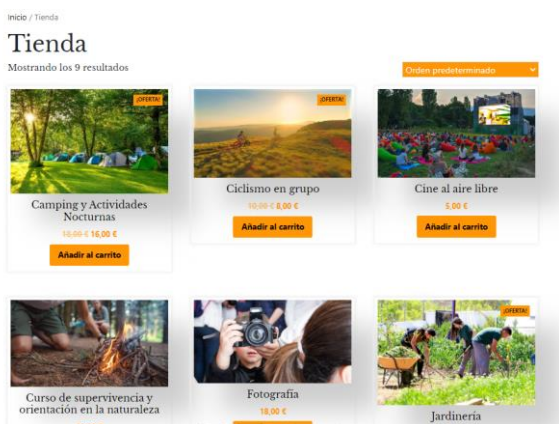 Inicio / Tienda
Tienda
Mostrando los 9 resultados
Orden predeterminado
¡OFERTA!
¡OFERTA!
Camping y Actividades
Nocturnas
16,00 €
Añadir al carrito
Ciclismo en grupo
10,00 € 8,00 €
Añadir al carrito
Cine al aire libre
5,00 €
Añadir al carrito
¡OFERTA!
Curso de supervivencia y
orientación en la naturaleza
Fotografía
18,00 €
Jardinería